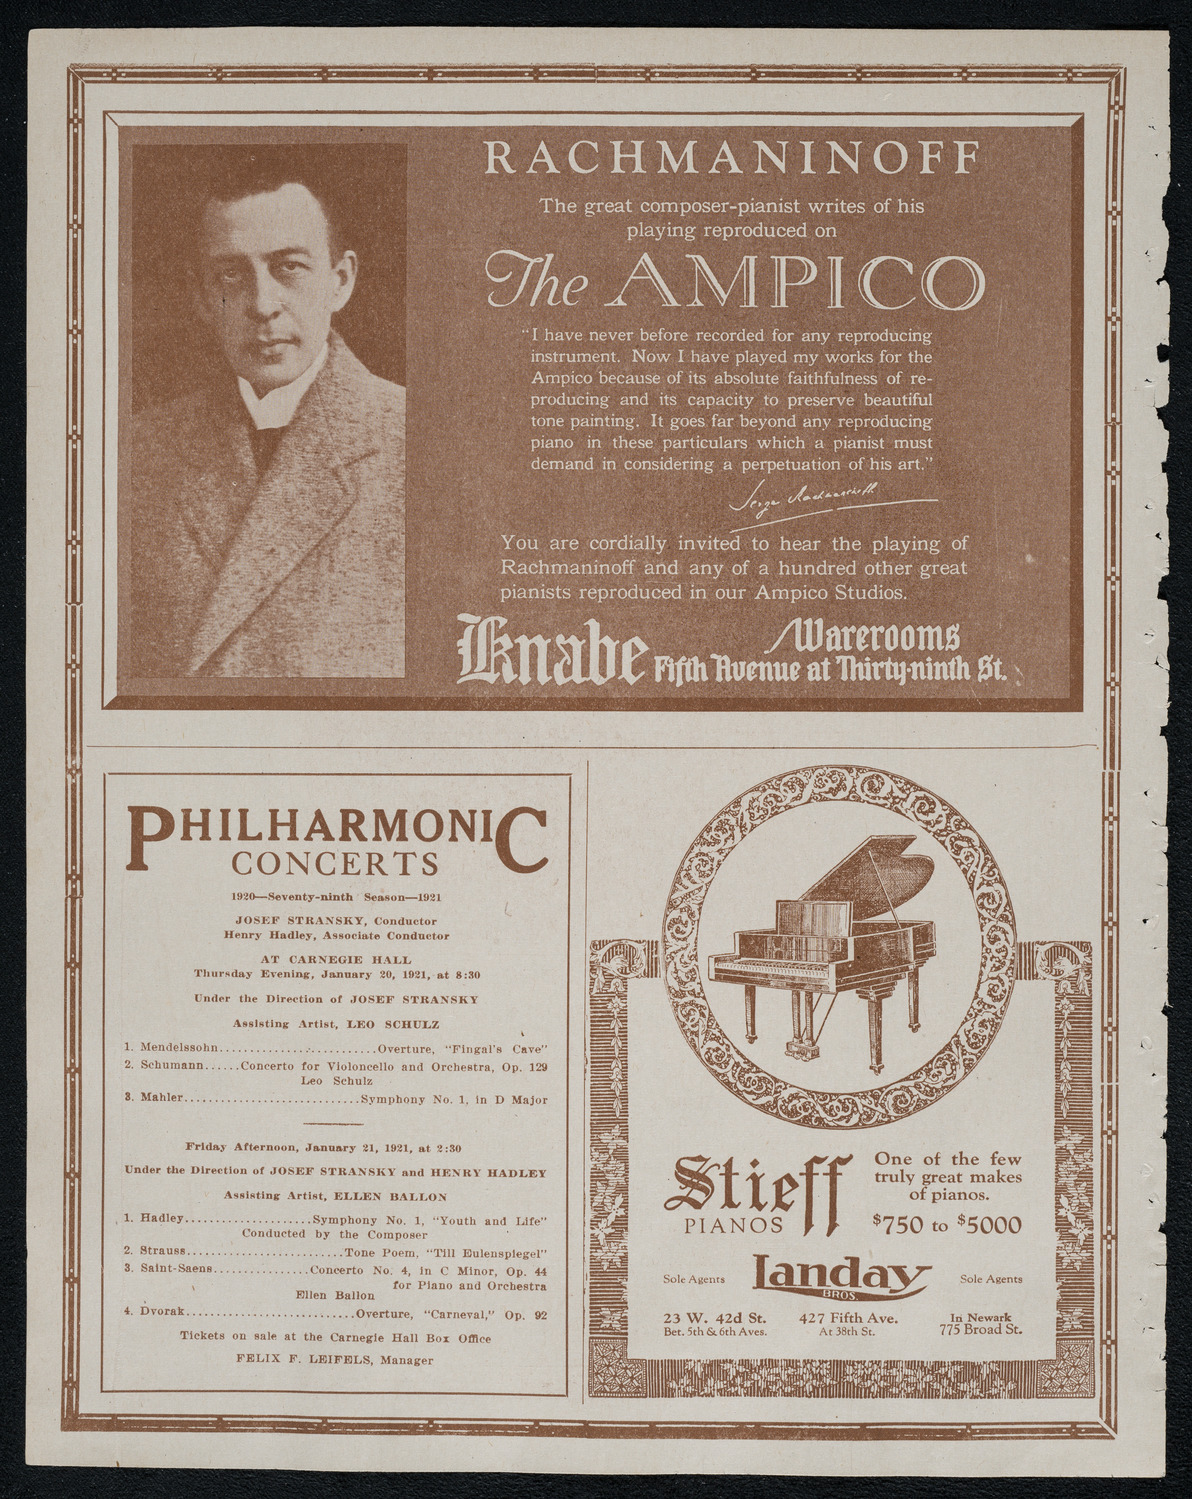 RACHMANINOFF
The great composer-pianist writes of his
playing reproduced on
The AMPICO
"I have never before recorded for any reproducing
instrument. Now I have played my works for the
Ampico because of its absolute faithfulness of re-
producing and its capacity to preserve beautiful
tone painting. It goes far beyond any reproducing
piano in these particulars which a pianist must
demand in considering a perpetuation of his art."
Serge Rachmaninoff
You are cordially invited to hear the playing of
Rachmaninoff and any of a hundred other great
pianists reproduced in our Ampico Studios.
Knabe Warerooms
Fifth Avenue at Thirty-ninth St.
PHILHARMONIC
CONCERTS
1920—Seventy-ninth Season—1921
JOSEF STRANSKY, Conductor
Henry Hadley, Associate Conductor
AT CARNEGIE HALL
Thursday Evening, January 20, 1921, at 8:30
Under the Direction of JOSEF STRANSKY
Assisting Artist, LEO SCHULZ
1. Mendelssohn..........................Overture, "Fingal's Cave"
2. Schumann......Concerto for Violoncello and Orchestra, Op. 129
Leo Schulz
3. Mahler............................Symphony No. 1, in D Major
Friday Afternoon, January 21, 1921, at 2:30
Under the Direction of JOSEF STRANSKY and HENRY HADLEY
Assisting Artist, ELLEN BALLON
1. Hadley....................Symphony No. 1, "Youth and Life"
Conducted by the Composer
2. Strauss.........................Tone Poem, "Till Eulenspiegel"
3. Saint-Saens...............Concerto No. 4, in C Minor, Op. 44
for Piano and Orchestra
Ellen Ballon
4. Dvorak...........................Overture, "Carneval," Op. 92
Tickets on sale at the Carnegie Hall Box Office
FELIX F. LEIFELS, Manager
Stieff
PIANOS
One of the few
truly great makes
of pianos.
$750 to $5000
Sole Agents Landay Sole Agents
BROS.
23 W. 42d St. 427 Fifth Ave. In Newark
Bet. 5th & 6th Aves. At 38th St. 775 Broad St.